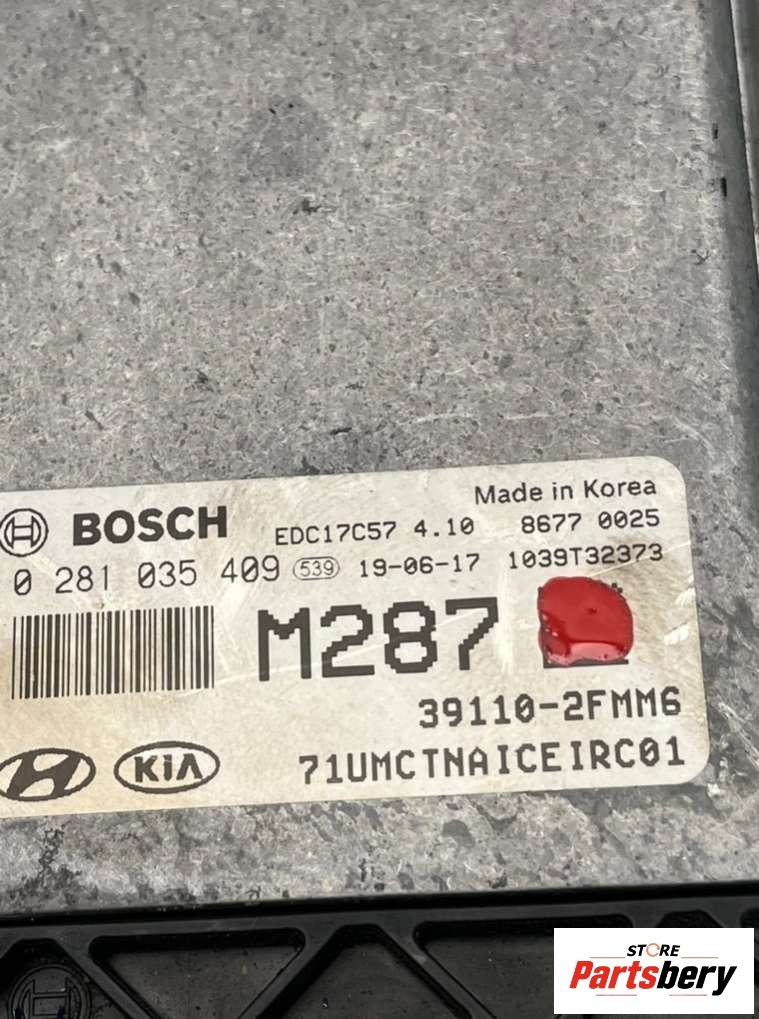 Made in Korea
BOSCH EDC17C57 4.10 8677 0025
0 281 035 409 539 19-06-17 1039T32373
M287
39110-2FMM6
KIA 71UMCTNAICEIRC01
STORE
Partsbery